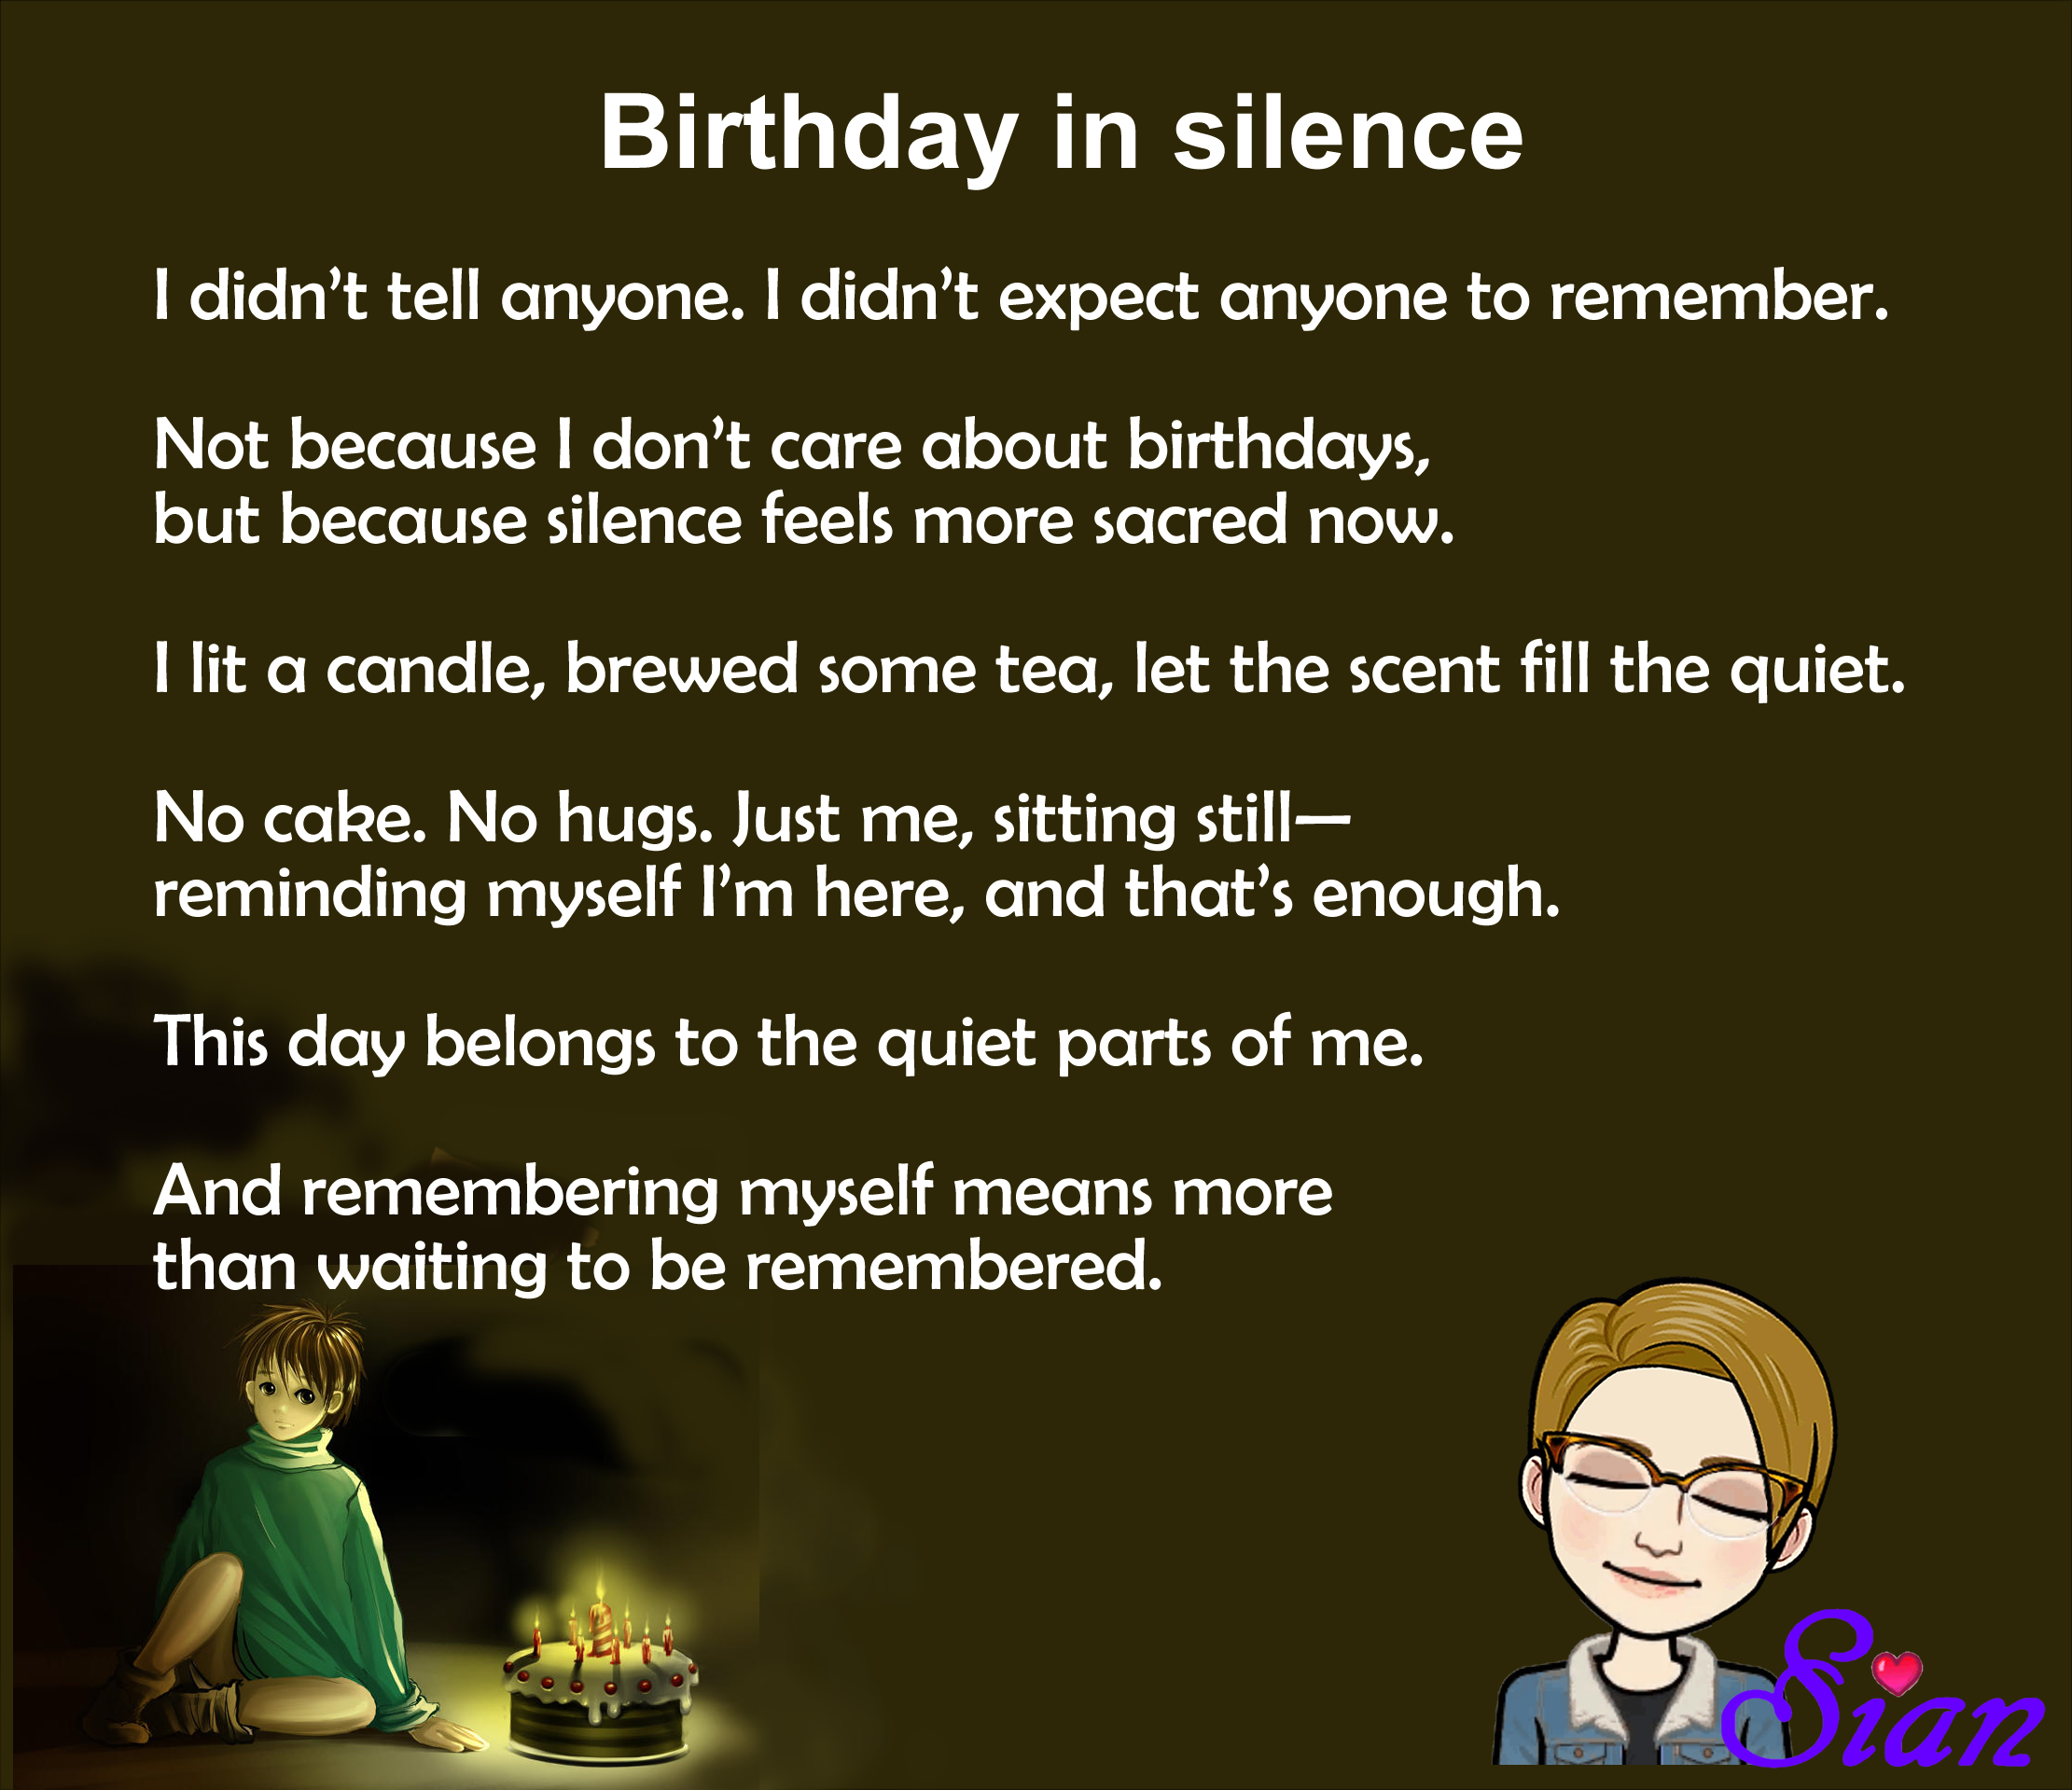 Birthday in silence
I didn’t tell anyone. I didn’t expect anyone to remember.
Not because I don’t care about birthdays,
but because silence feels more sacred now.
I lit a candle, brewed some tea, let the scent fill the quiet.
No cake. No hugs. Just me, sitting still—
reminding myself I’m here, and that’s enough.
This day belongs to the quiet parts of me.
And remembering myself means more
than waiting to be remembered.
Sian